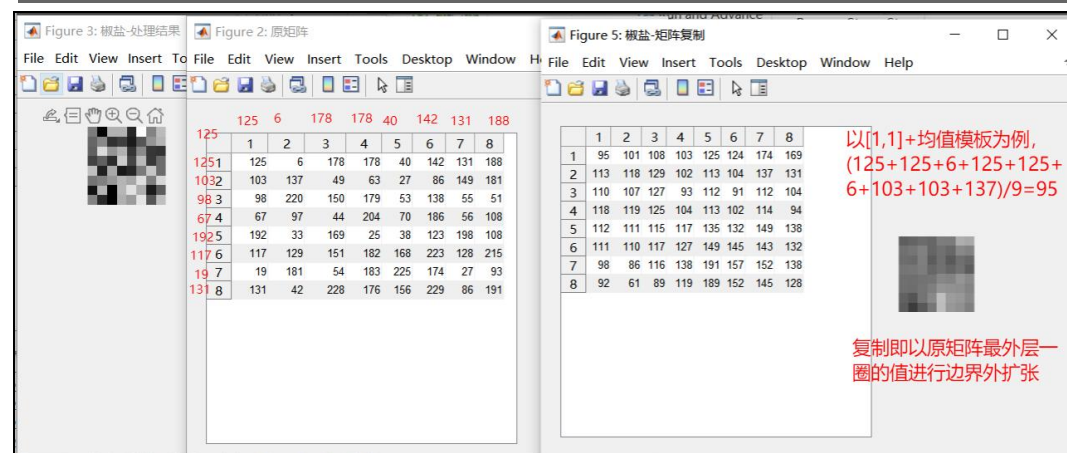 Figure 3: 椒盐-处理结果
File Edit View Insert To
Figure 2: 原矩阵
File Edit View Insert Tools Desktop Window H
125 6 178 178 40 142 131 188
125
1 2 3 4 5 6 7 8
125 1 125 6 178 178 40 142 131 188
103 2 103 137 49 63 27 86 149 181
98 3 98 220 150 179 53 138 55 51
67 4 67 97 44 204 70 186 56 108
192 5 192 33 169 25 38 123 198 108
117 6 117 129 151 182 168 223 128 215
19 7 19 181 54 183 225 174 27 93
131 8 131 42 228 176 156 229 86 191
Figure 5: 椒盐-矩阵复制
File Edit View Insert Tools Desktop Window Help
1 2 3 4 5 6 7 8
1 95 101 108 103 125 124 174 169
2 113 118 129 102 113 104 137 131
3 110 107 127 93 112 91 112 104
4 118 119 125 104 113 102 114 94
5 112 111 115 117 135 132 149 138
6 111 110 117 127 149 145 143 132
7 98 86 116 138 191 157 152 138
8 92 61 89 119 189 152 145 128
以[1,1]+均值模板为例,
(125+125+6+125+125+
6+103+103+137)/9=95
复制即以原矩阵最外层一
圈的值进行边界外扩张